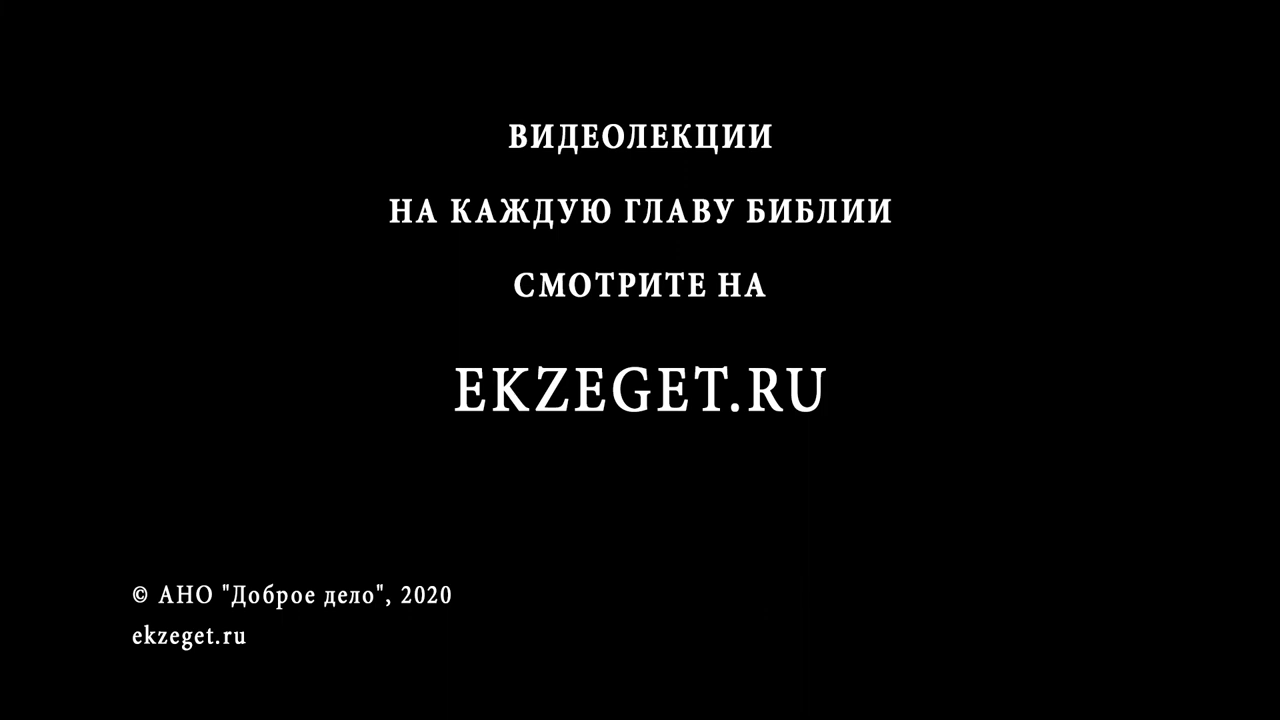 ВИДЕОЛЕКЦИИ
НА КАЖДУЮ ГЛАВУ БИБЛИИ
СМОТРИТЕ НА
EKZEGET.RU
© АНО "Доброе дело", 2020
ekzeget.ru